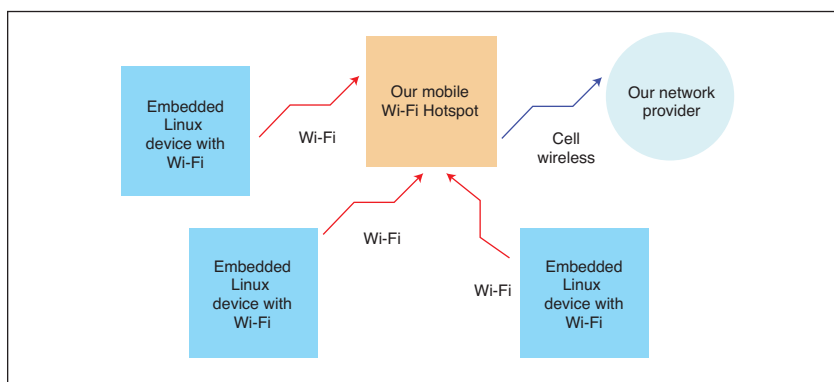 Embedded
Linux
device with
Wi-Fi
Wi-Fi
Our mobile
Wi-Fi Hotspot
Cell
wireless
Our network
provider
Embedded
Linux
device with
Wi-Fi
Wi-Fi
Wi-Fi
Embedded
Linux
device with
Wi-Fi